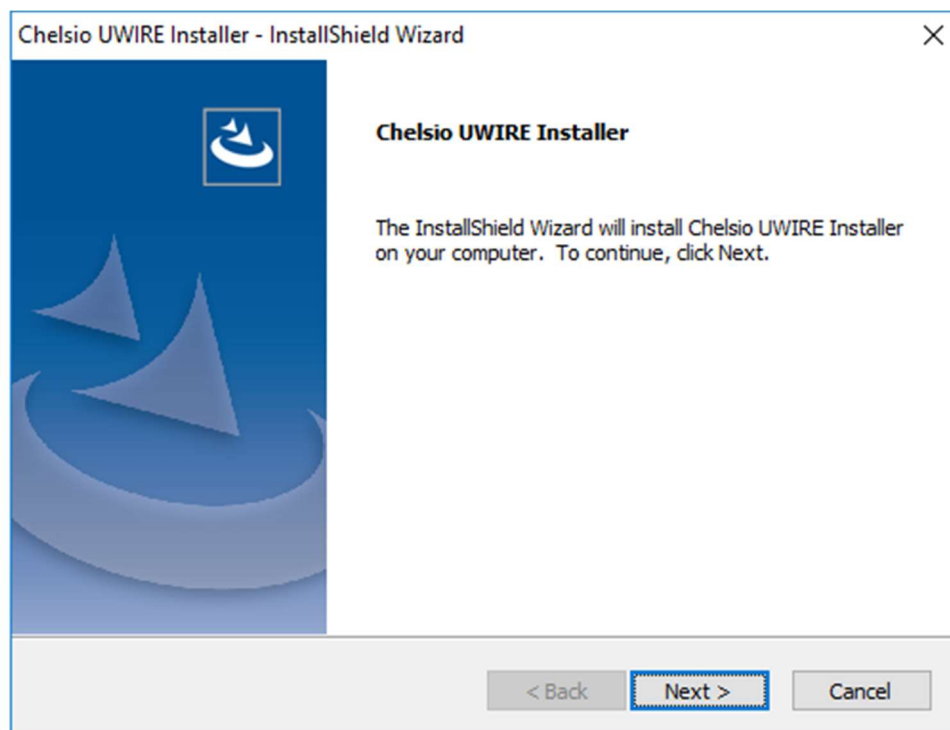 Chelsio UWIRE Installer - InstallShield Wizard
Chelsio UWIRE Installer
The InstallShield Wizard will install Chelsio UWIRE Installer
on your computer.  To continue, click Next.
< Back
Next >
Cancel